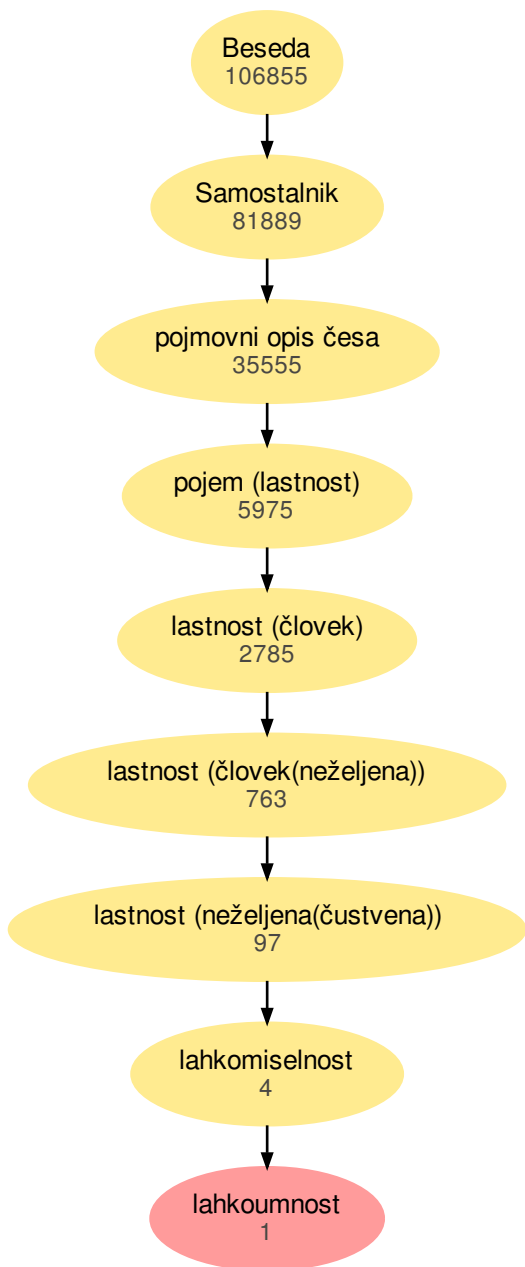 Beseda
106855
Samostalnik
81889
pojmovni opis česa
35555
pojem (lastnost)
5975
lastnost (človek)
2785
lastnost (človek(neželjena))
763
lastnost (neželjena(čustvena))
97
lahkomiselnost
4
lahkoumnost
1